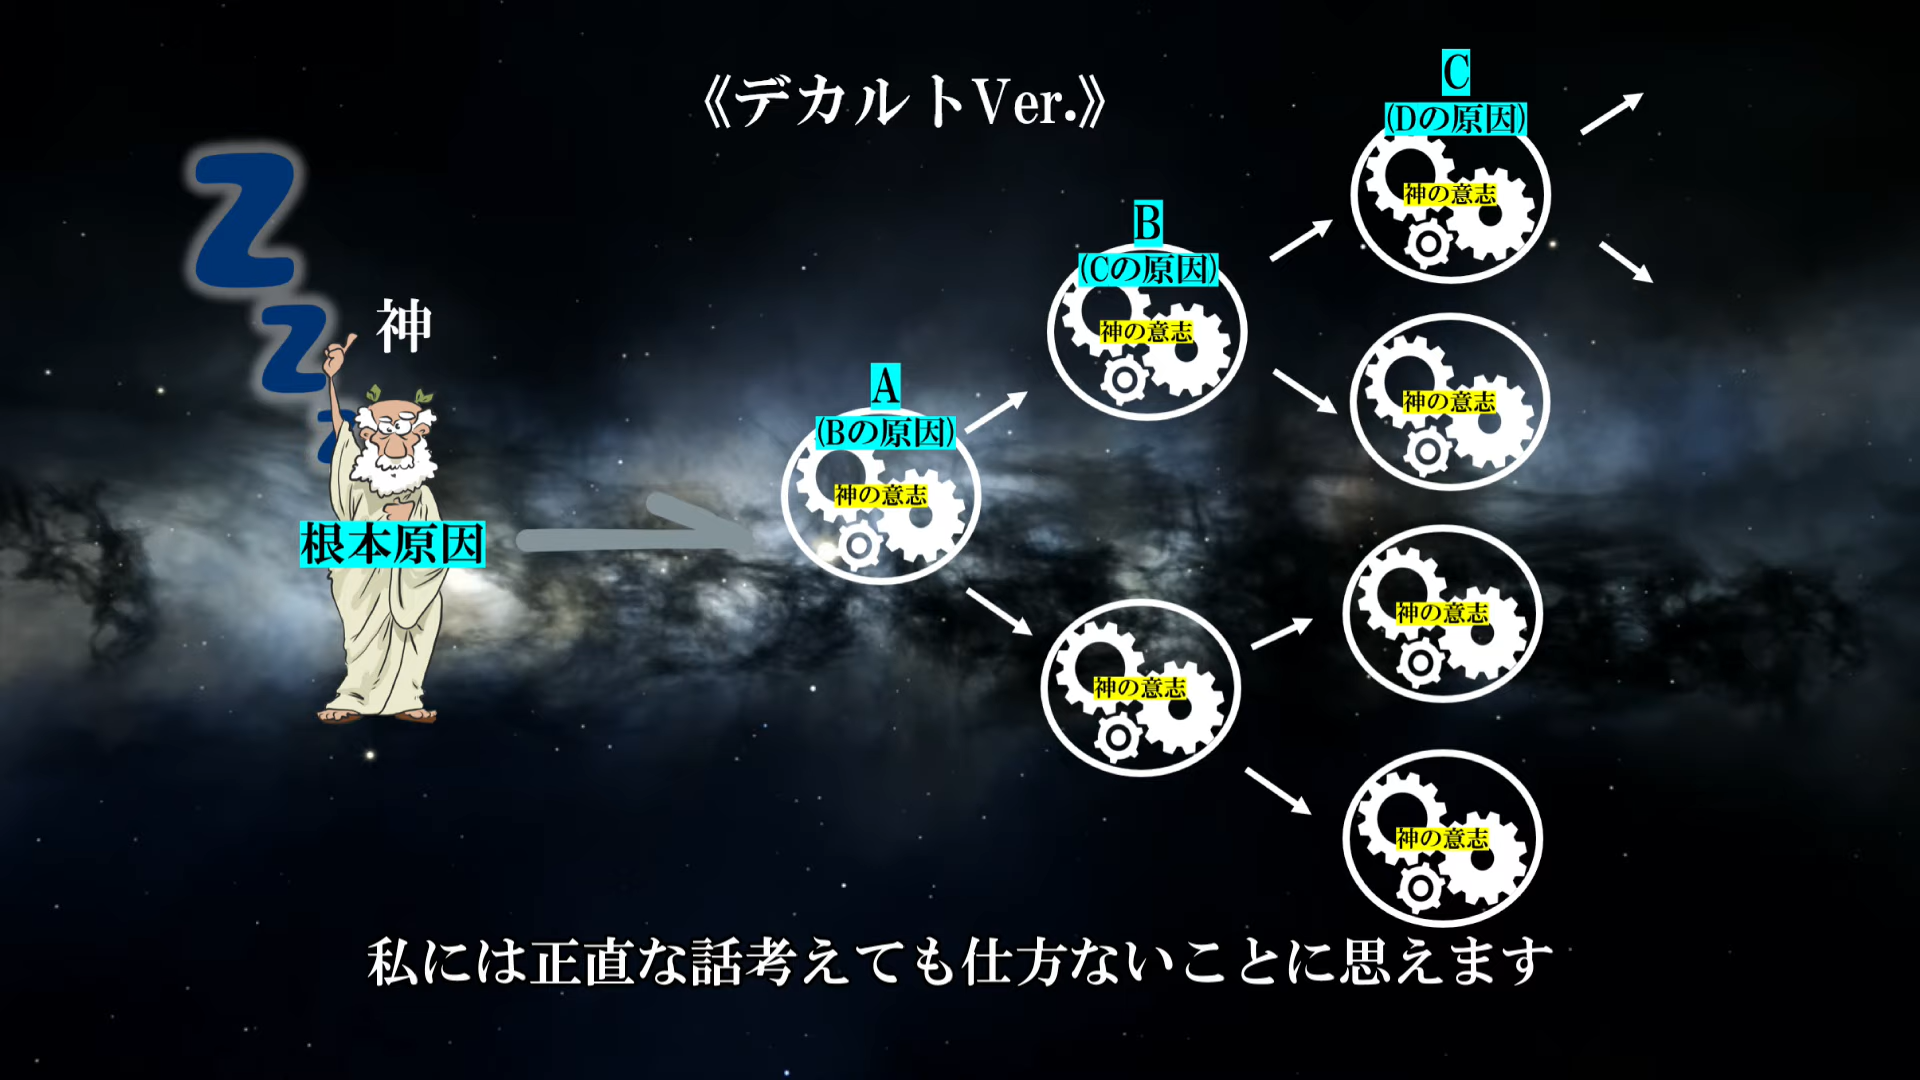 《デカルトVer.》
Z
Z
Z
神
根本原因
A
(Bの原因)
神の意志
B
(Cの原因)
神の意志
神の意志
C
(Dの原因)
神の意志
神の意志
神の意志
神の意志
私には正直な話考えても仕方ないことに思えます